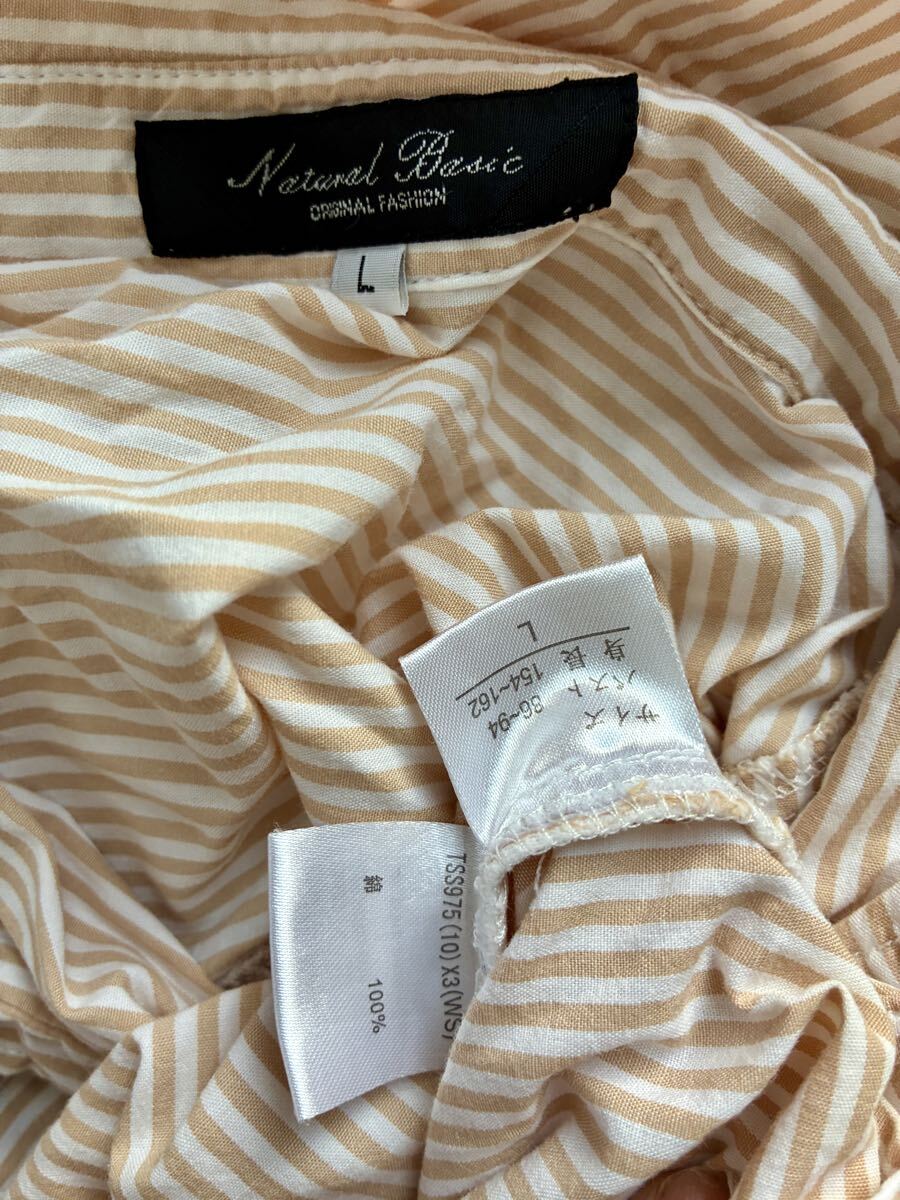 Natural Basic
ORIGINAL FASHION
L
サイズ L
バスト 86~94
身長 154~162
TSS975(10)X3(WS)
綿 100%